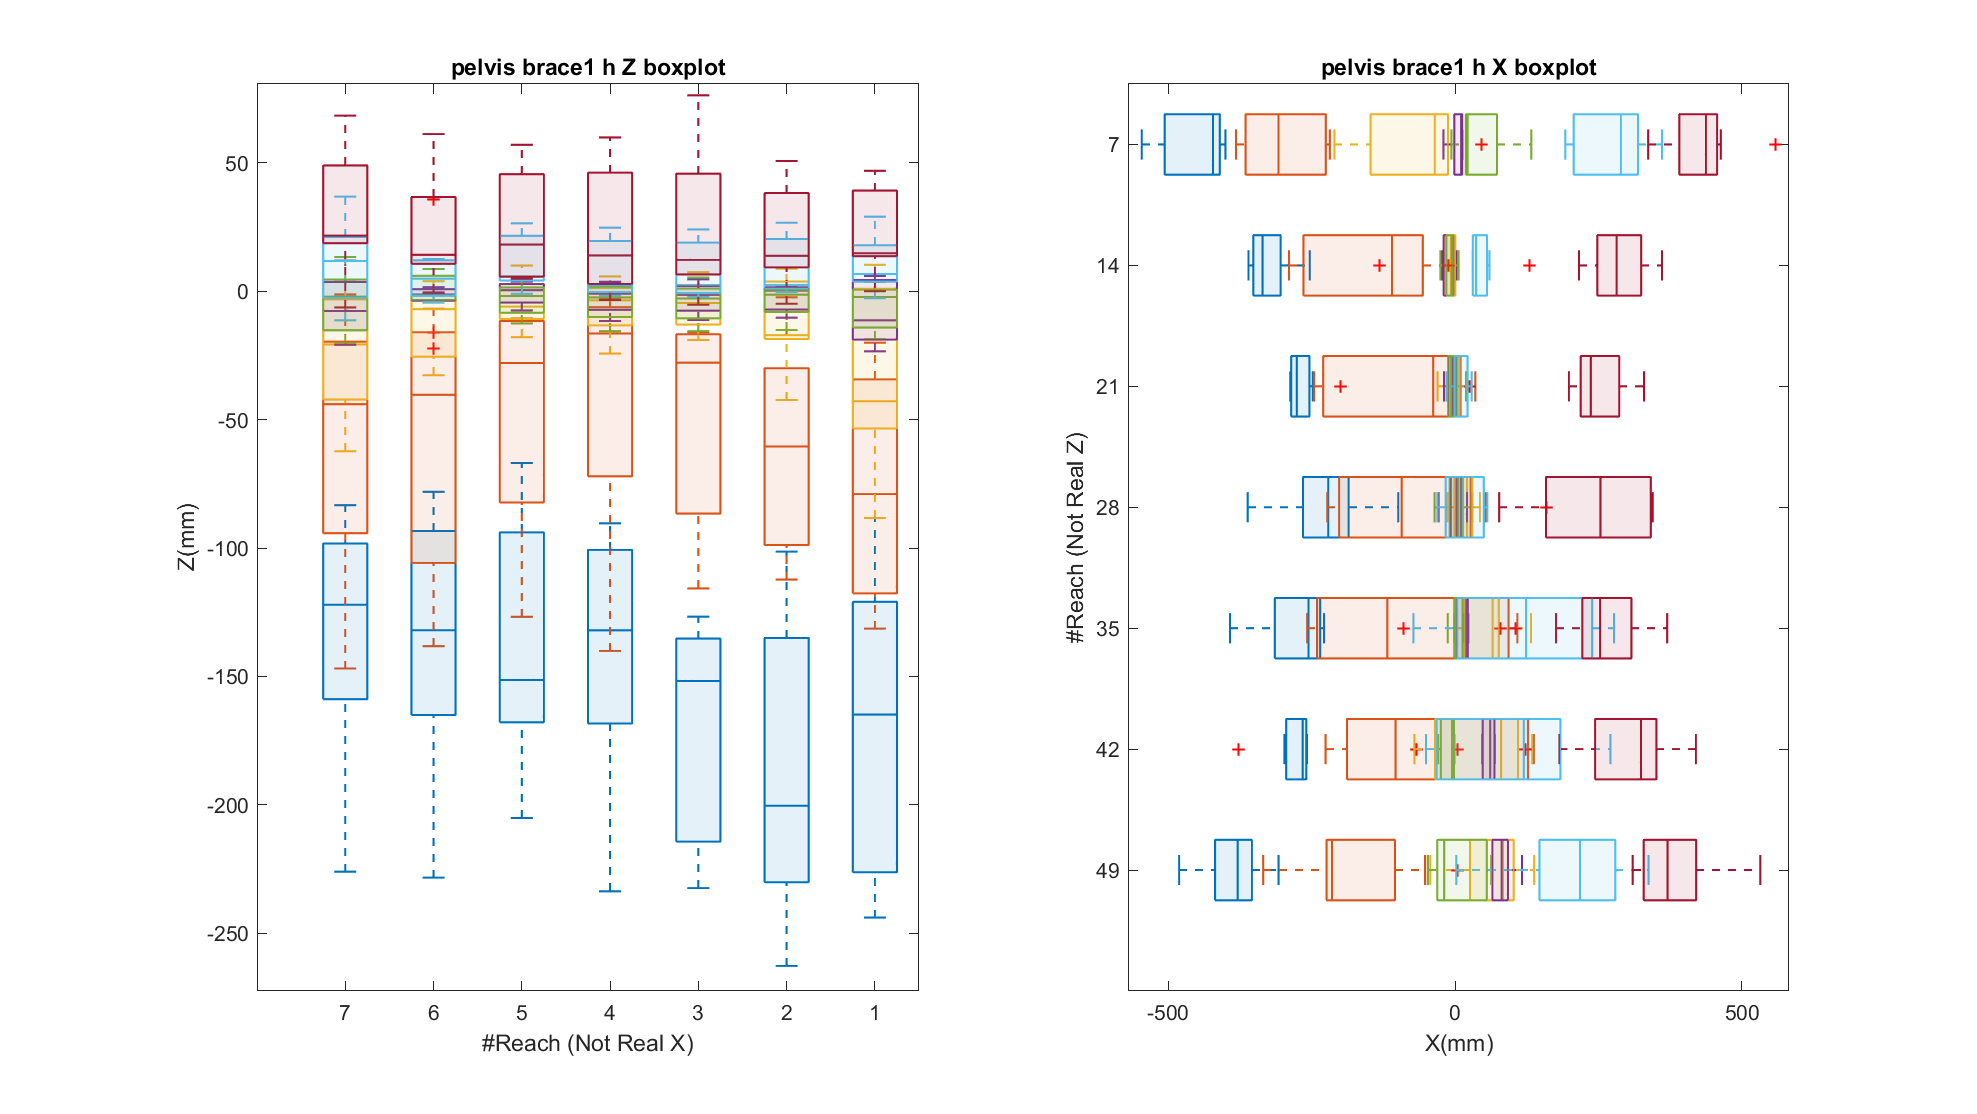 pelvis brace1 h Z boxplot
50
0
-50
-100
-150
-200
-250
Z(mm)
7 6 5 4 3 2 1
#Reach (Not Real X)
pelvis brace1 h X boxplot
7
14
21
28
35
42
49
#Reach (Not Real Z)
-500 0 500
X(mm)